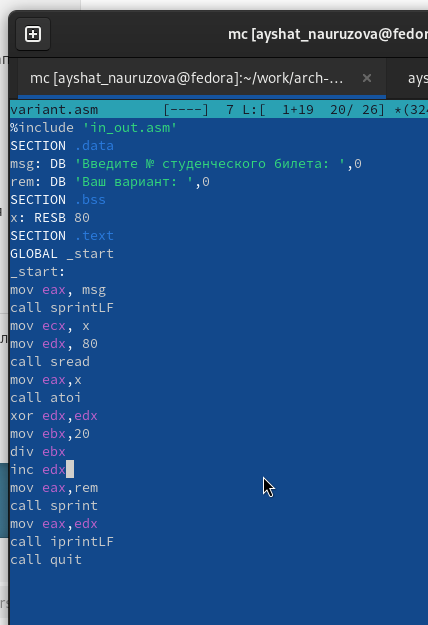 mc [ayshat_nauruzova@fedor
mc [ayshat_nauruzova@fedora]:~/work/arch-...
ays
variant.asm [----] 7 L:[ 1+19 20/ 26] *(324
%include 'in_out.asm'
SECTION .data
msg: DB 'Введите № студенческого билета: ',0
rem: DB 'Ваш вариант: ',0
SECTION .bss
x: RESB 80
SECTION .text
GLOBAL _start
_start:
mov eax, msg
call sprintLF
mov ecx, x
mov edx, 80
call sread
mov eax,x
call atoi
xor edx,edx
mov ebx,20
div ebx
inc edx
mov eax,rem
call sprint
mov eax,edx
call iprintLF
call quit